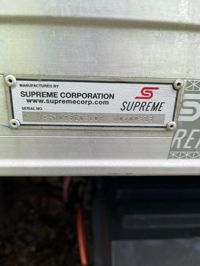 MANUFACTURED BY
SUPREME CORPORATION
www.supremecorp.com
SERIAL NO.
S
SUPREME